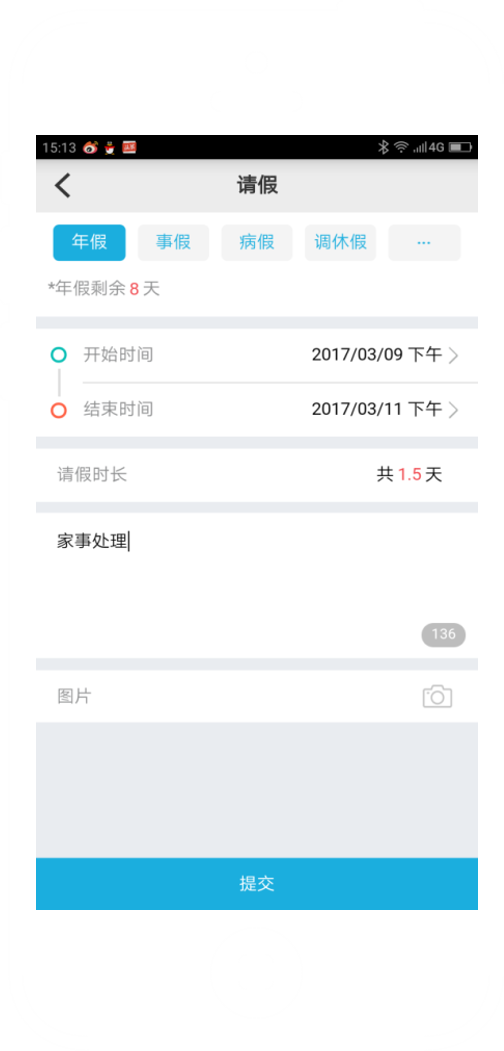 15:13 4G
请假
年假 事假 病假 调休假 ...
*年假剩余 8 天
开始时间 2017/03/09 下午
结束时间 2017/03/11 下午
请假时长 共 1.5 天
家事处理
136
图片
提交